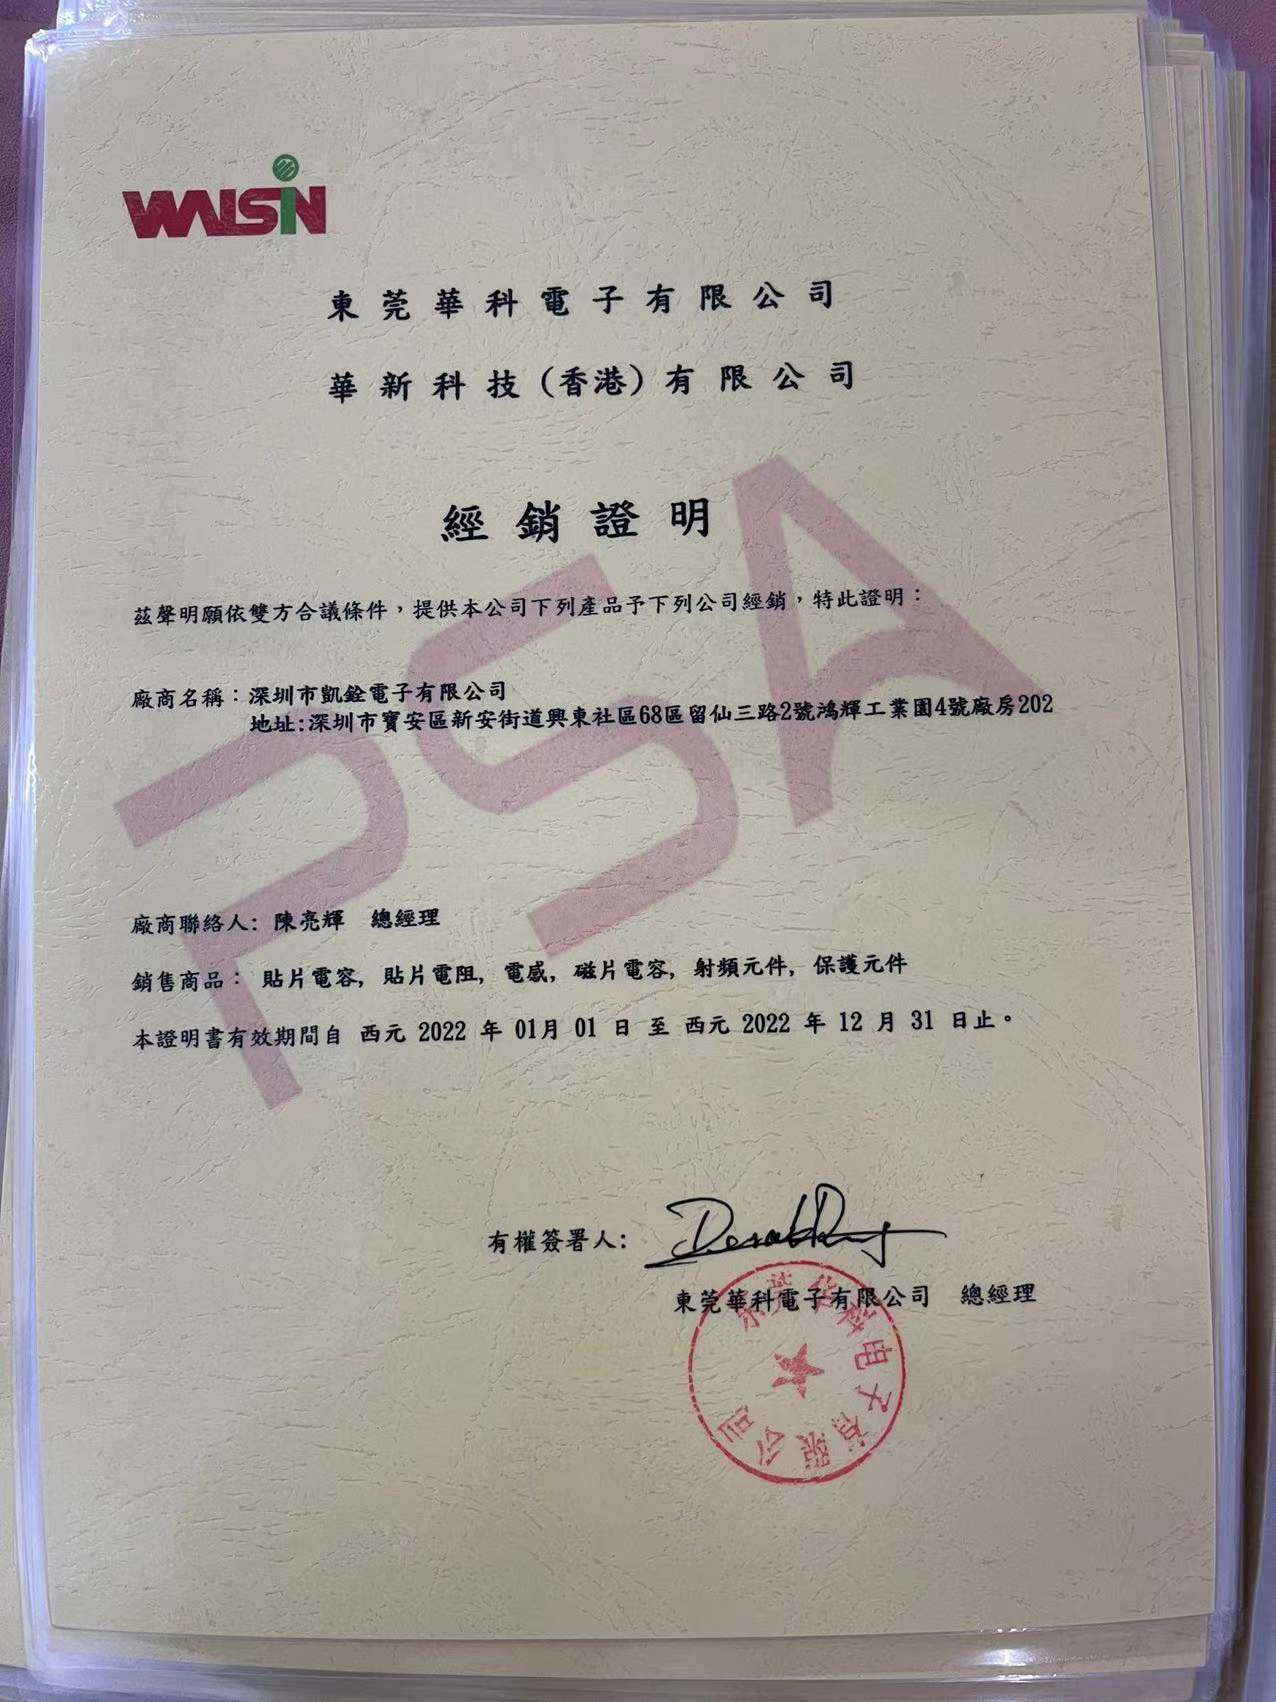 WALSIN
東莞華科電子有限公司
華新科技(香港)有限公司
經銷證明
茲聲明願依雙方合議條件，提供本公司下列產品予下列公司經銷，特此證明：
廠商名稱：深圳市凱銓電子有限公司
地址:深圳市寶安區新安街道興東社區68區留仙三路2號鴻輝工業園4號廠房202
PSA
廠商聯絡人: 陳亮輝 總經理
銷售商品： 貼片電容, 貼片電阻, 電感, 磁片電容, 射頻元件, 保護元件
本證明書有效期間自 西元 2022 年 01月 01 日 至 西元 2022 年 12 月 31 日止。
有權簽署人:
東莞華科電子有限公司 總經理
东莞华科电子有限公司